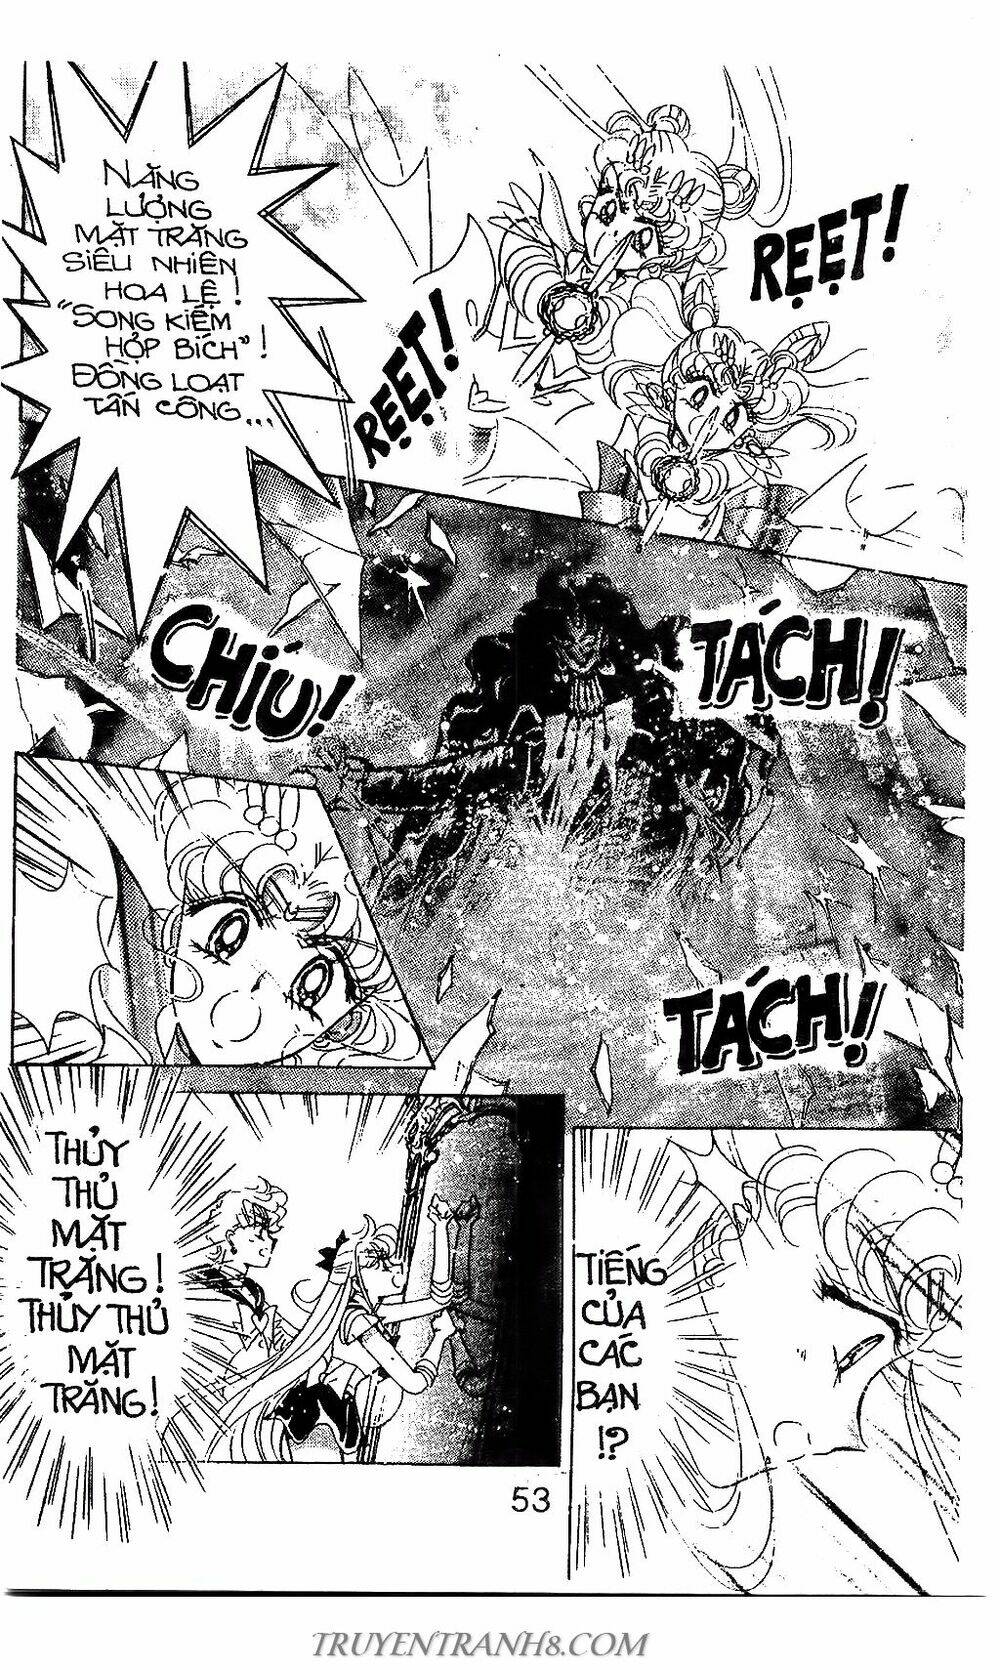 NĂNG
LƯỢNG
MẶT TRĂNG
SIÊU NHIÊN
HOA LỆ!
"SONG KIẾM
HỢP BÍCH"!
ĐỒNG LOẠT
TẤN CÔNG...
RẸẸT!
RẸẸT!
CHÍU!
TÁCH!
TÁCH!
THỦY
THỦ
MẶT
TRĂNG!
THỦY THỦ
MẶT
TRĂNG!
TIẾNG
CỦA
CÁC
BẠN
!?
53
TRUYENTRANH8.COM